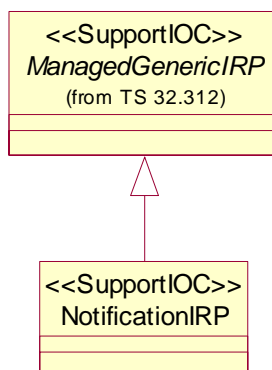 <<SupportIOC>>
ManagedGenericIRP
(from TS 32.312)
<<SupportIOC>>
NotificationIRP